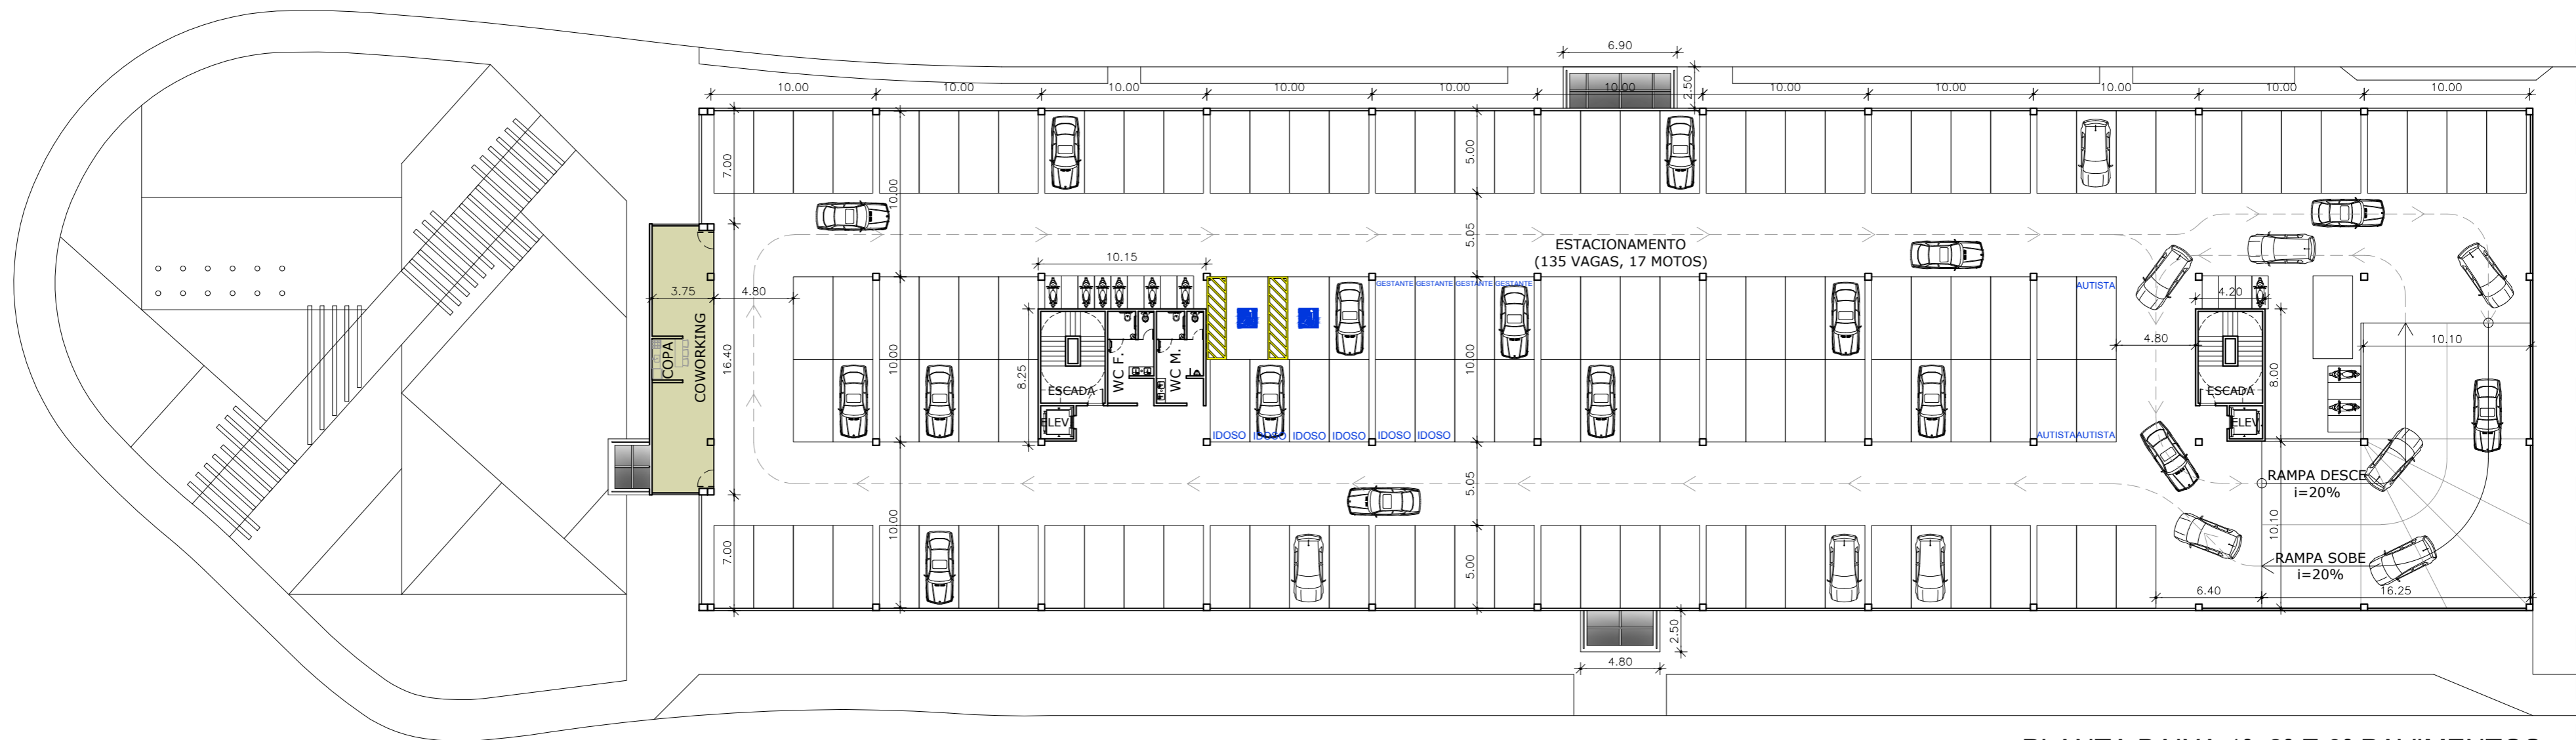 6.90
2.50
10.00 10.00 10.00 10.00 10.00 10.00 10.00 10.00 10.00 10.00 10.00
7.00
10.00
5.00
5.05
ESTACIONAMENTO
(135 VAGAS, 17 MOTOS)
10.15
3.75
4.80
GESTANTE GESTANTE GESTANTE GESTANTE
AUTISTA
4.20
4.80
10.10
COPA
COWORKING
16.40
10.00
8.25
ESCADA
WC F.
WC M.
ELEV.
10.00
8.00
ESCADA
ELEV.
IDOSO IDOSO IDOSO IDOSO IDOSO IDOSO
AUTISTA AUTISTA
5.05
RAMPA DESCE
i=20%
10.10
7.00
10.00
5.00
RAMPA SOBE
i=20%
6.40
16.25
2.50
4.80